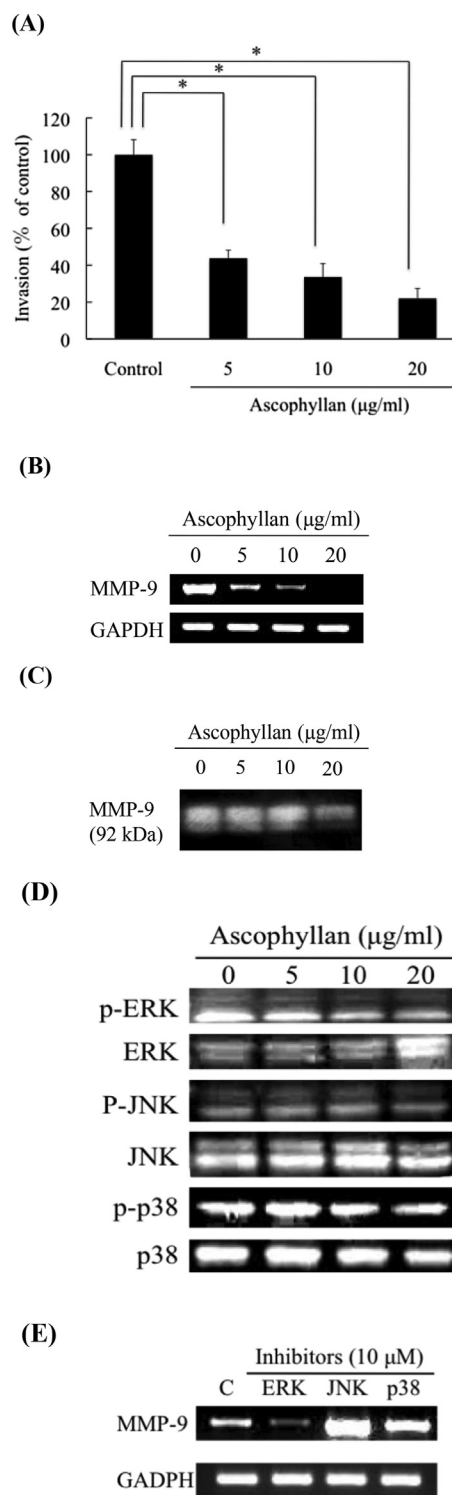 (A)
* 
*
*
120
100
80
60
40
20
0
Invasion (% of control)
Control 5 10 20
Ascophyllan (μg/ml)
(B)
Ascophyllan (μg/ml)
0 5 10 20
MMP-9
GAPDH
(C)
Ascophyllan (μg/ml)
0 5 10 20
MMP-9
(92 kDa)
(D)
Ascophyllan (μg/ml)
0 5 10 20
p-ERK
ERK
P-JNK
JNK
p-p38
p38
(E)
Inhibitors (10 μM)
C ERK JNK p38
MMP-9
GADPH